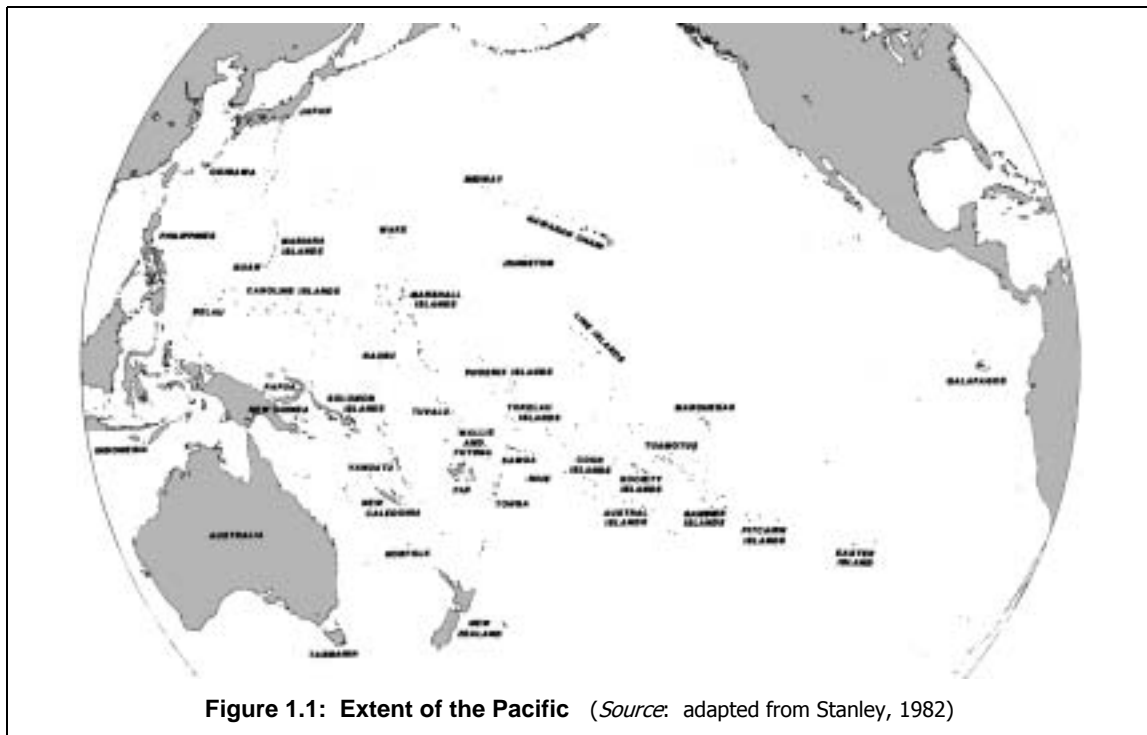 JAPAN
OKINAWA
MIDWAY
HAWAIIAN CHAIN
PHILIPPINES
MARIANA
ISLANDS
WAKE
GUAM
JOHNSTON
CAROLINE ISLANDS
MARSHALL
ISLANDS
BELAU
LINE ISLANDS
NAURU
PHOENIX ISLANDS
GALAPAGOS
PAPUA
NEW GUINEA
SOLOMON
ISLANDS
TUVALU
TOKELAU
ISLANDS
MARQUESAS
INDONESIA
WALLIS
AND
FUTUNA
SAMOA
TUAMOTUS
VANUATU
COOK
ISLANDS
NIUE
SOCIETY
ISLANDS
FIJI
TONGA
NEW
CALEDONIA
AUSTRAL
ISLANDS
GAMBIER
ISLANDS
PITCAIRN
ISLANDS
AUSTRALIA
NORFOLK
EASTER
ISLAND
NEW
ZEALAND
TASMANIA
Figure 1.1: Extent of the Pacific (Source: adapted from Stanley, 1982)